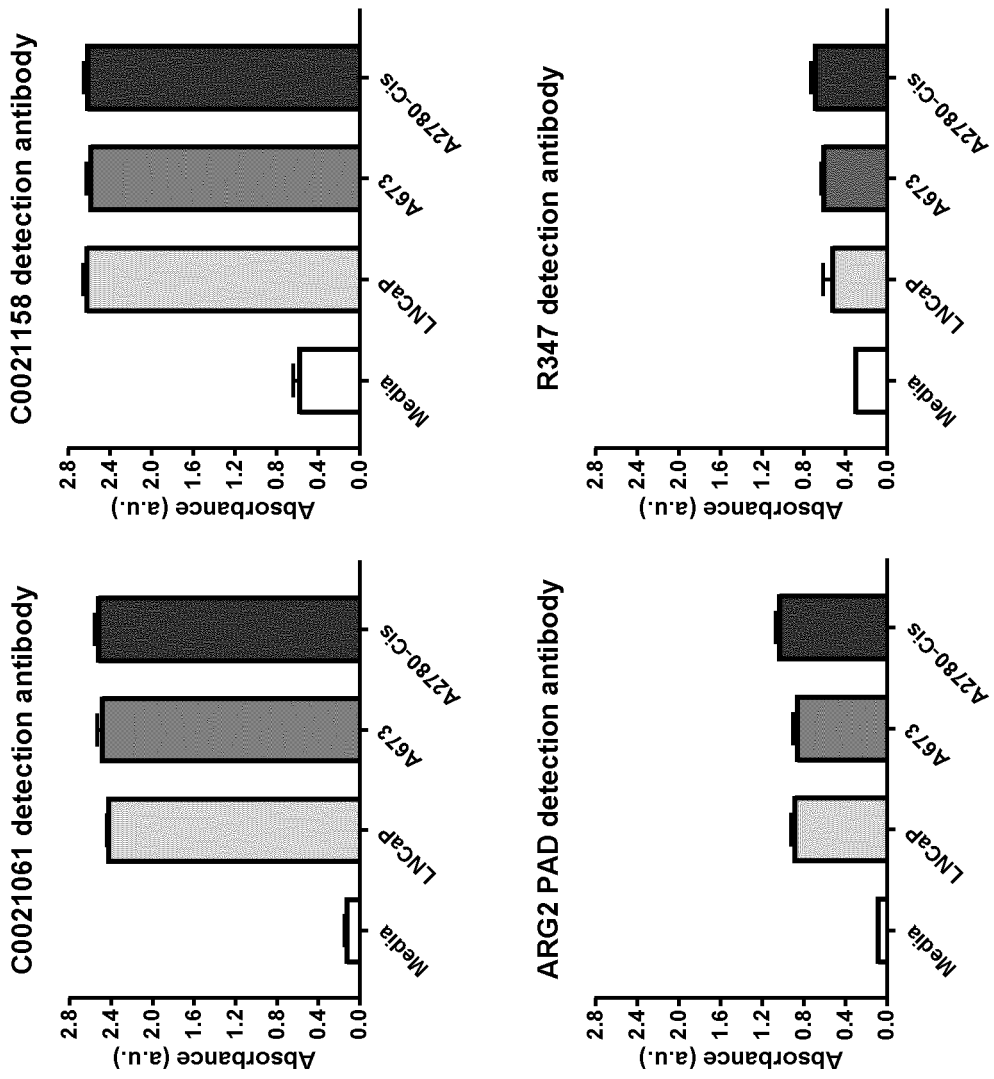 C0021061 detection antibody
Absorbance (a.u.)
2.8
2.4
2.0
1.6
1.2
0.8
0.4
0.0
Media
LNCaP
A673
A2780-Cis
C0021158 detection antibody
Absorbance (a.u.)
2.8
2.4
2.0
1.6
1.2
0.8
0.4
0.0
Media
LNCaP
A673
A2780-Cis
ARG2 PAD detection antibody
Absorbance (a.u.)
2.8
2.4
2.0
1.6
1.2
0.8
0.4
0.0
Media
LNCaP
A673
A2780-Cis
R347 detection antibody
Absorbance (a.u.)
2.8
2.4
2.0
1.6
1.2
0.8
0.4
0.0
Media
LNCaP
A673
A2780-Cis